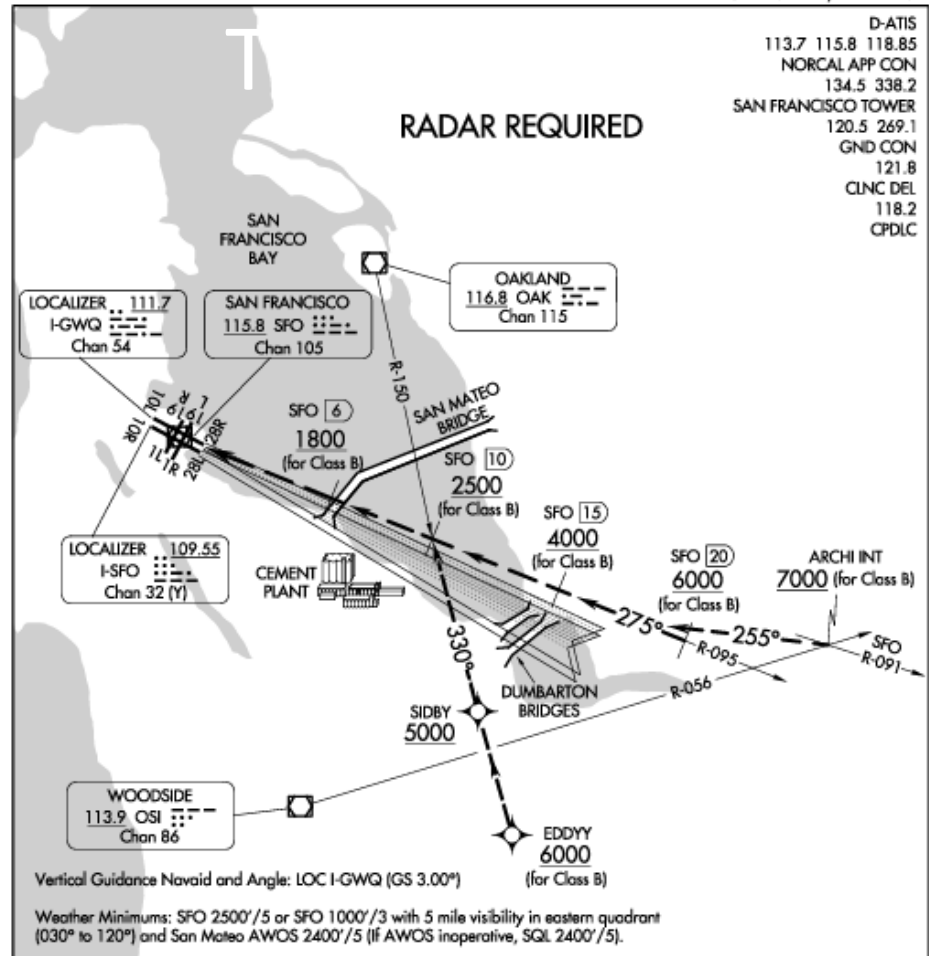 D-ATIS
113.7 115.8 118.85
NORCAL APP CON
134.5 338.2
SAN FRANCISCO TOWER
120.5 269.1
GND CON
121.8
CLNC DEL
118.2
CPDLC
T
RADAR REQUIRED
SAN
FRANCISCO
BAY
OAKLAND
116.8 OAK
Chan 115
LOCALIZER 111.7
I-GWQ
Chan 54
SAN FRANCISCO
115.8 SFO
Chan 105
R-150
SAN MATEO
BRIDGE
SFO 6
1800
(for Class B)
10L
10R
19L
19R
28R
28L
1L
1R
SFO 10
2500
(for Class B)
SFO 15
4000
(for Class B)
SFO 20
6000
(for Class B)
ARCHI INT
7000 (for Class B)
LOCALIZER 109.55
I-SFO
Chan 32 (Y)
CEMENT
PLANT
330°
275°
255°
R-095
SFO
R-091
R-056
DUMBARTON
BRIDGES
SIDBY
5000
WOODSIDE
113.9 OSI
Chan 86
EDDYY
6000
(for Class B)
Vertical Guidance Navaid and Angle: LOC I-GWQ (GS 3.00°)
Weather Minimums: SFO 2500'/5 or SFO 1000'/3 with 5 mile visibility in eastern quadrant
(030° to 120°) and San Mateo AWOS 2400'/5 (If AWOS inoperative, SQL 2400'/5).